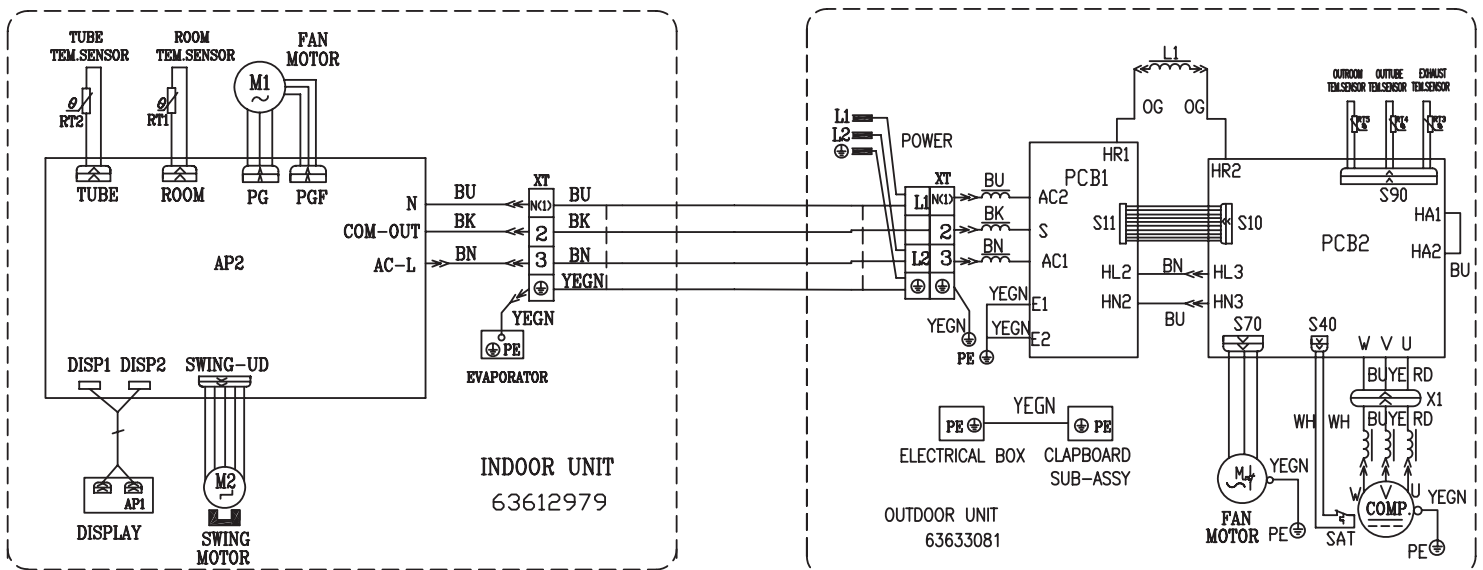 TUBE
TEM.SENSOR
ROOM
TEM.SENSOR
FAN
MOTOR
M1
θ
RT2
θ
RT1
TUBE
ROOM
PG
PGF
N
COM-OUT
AC-L
AP2
BU
BK
BN
XT
N(1)
2
3
BU
BK
BN
YEGN
YEGN
PE
EVAPORATOR
DISP1
DISP2
SWING-UD
AP1
DISPLAY
M2
SWING
MOTOR
INDOOR UNIT
63612979
L1
L2
POWER
XT
L1
N(1)
2
L2
3
BU
BK
BN
YEGN
PE
YEGN
YEGN
AC2
S
AC1
E1
E2
PCB1
HR1
S11
HL2
HN2
L1
OG
OG
BN
BU
HR2
S10
HL3
HN3
PCB2
OUTROOM
TEM.SENSOR
OUTTUBE
TEM.SENSOR
EXHAUST
TEM.SENSOR
RT5
RT4
RT3
S90
HA1
HA2
BU
S70
S40
W
V
U
BU
YE
RD
X1
BU
YE
RD
WH
WH
W
V
U
COMP.
YEGN
PE
SAT
M
YEGN
PE
FAN
MOTOR
PE
YEGN
PE
ELECTRICAL BOX
CLAPBOARD
SUB-ASSY
OUTDOOR UNIT
63633081